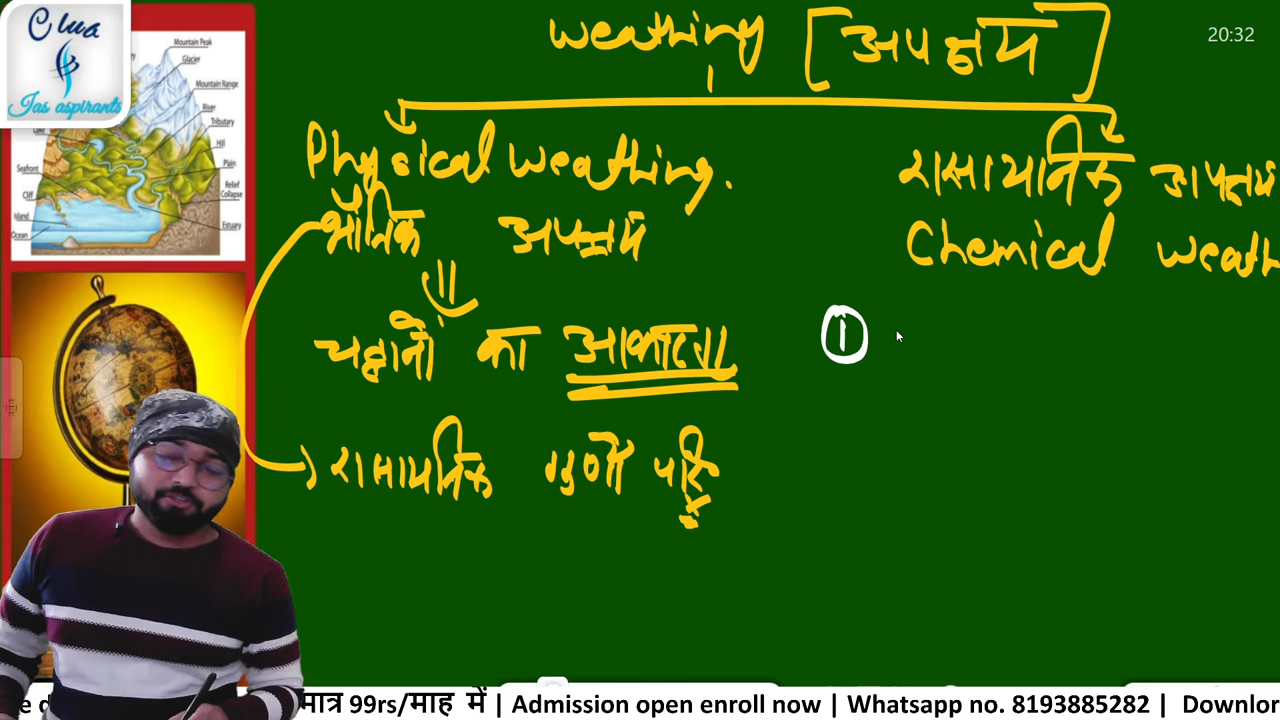 Clua
Ias aspirants
20:32
weathing [अपक्षय]
Physical weathing.
भौतिक अपक्षय
चट्टानों का आकार
रासायनिक गुणों परि
रासायनिक अपक्षय
Chemical weath
1
Mountain Peak
Glacier
Mountain Range
River
Tributary
Hill
Plain
Relief
Collapse
Estuary
Lake
Seafront
Cliff
Island
Ocean
मात्र 99rs/माह में | Admission open enroll now | Whatsapp no. 8193885282 | Downlo